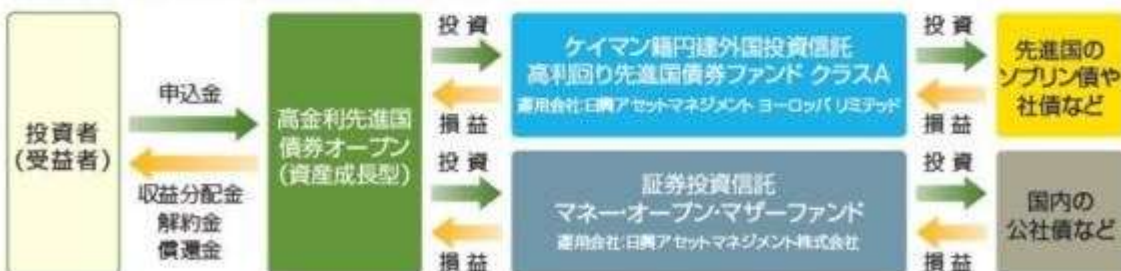 投資者
(受益者)
申込金
収益分配金
解約金
償還金
高金利先進国
債券オープン
(資産成長型)
投資
損益
ケイマン籍円建外国投資信託
高利回り先進国債券ファンド クラスA
運用会社:日興アセットマネジメント ヨーロッパ リミテッド
投資
損益
先進国の
ソブリン債や
社債など
投資
損益
証券投資信託
マネー・オープン・マザーファンド
運用会社:日興アセットマネジメント株式会社
投資
損益
国内の
公社債など